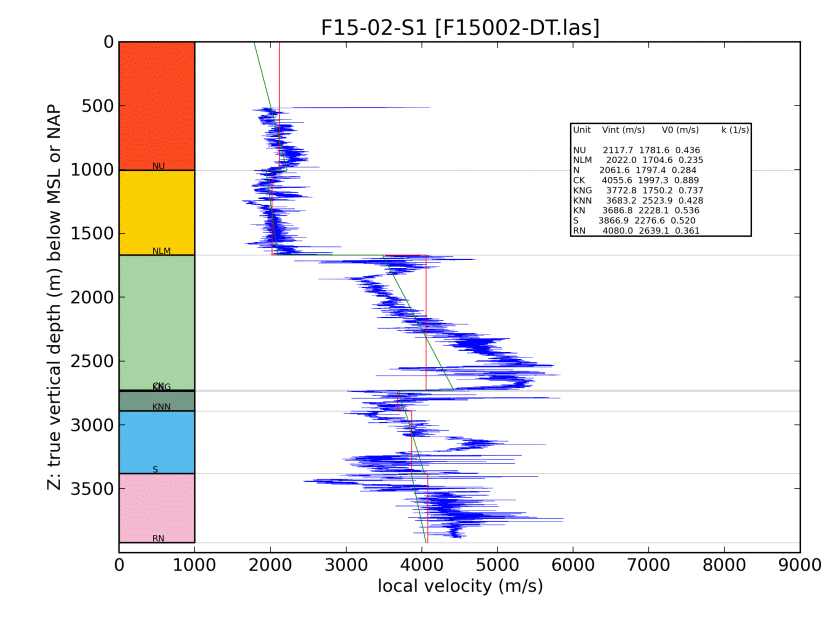 F15-02-S1 [F15002-DT.las]
0
500
1000
1500
2000
2500
3000
3500
Z: true vertical depth (m) below MSL or NAP
NU
NLM
KNG
KNN
S
RN
Unit Vint (m/s) V0 (m/s) k (1/s)
NU 2117.7 1781.6 0.436
NLM 2022.0 1704.6 0.235
N 2061.6 1797.4 0.284
CK 4055.6 1997.3 0.889
KNG 3772.8 1750.2 0.737
KNN 3683.2 2523.9 0.428
KN 3686.8 2228.1 0.536
S 3866.9 2276.6 0.520
RN 4080.0 2639.1 0.361
0 1000 2000 3000 4000 5000 6000 7000 8000 9000
local velocity (m/s)